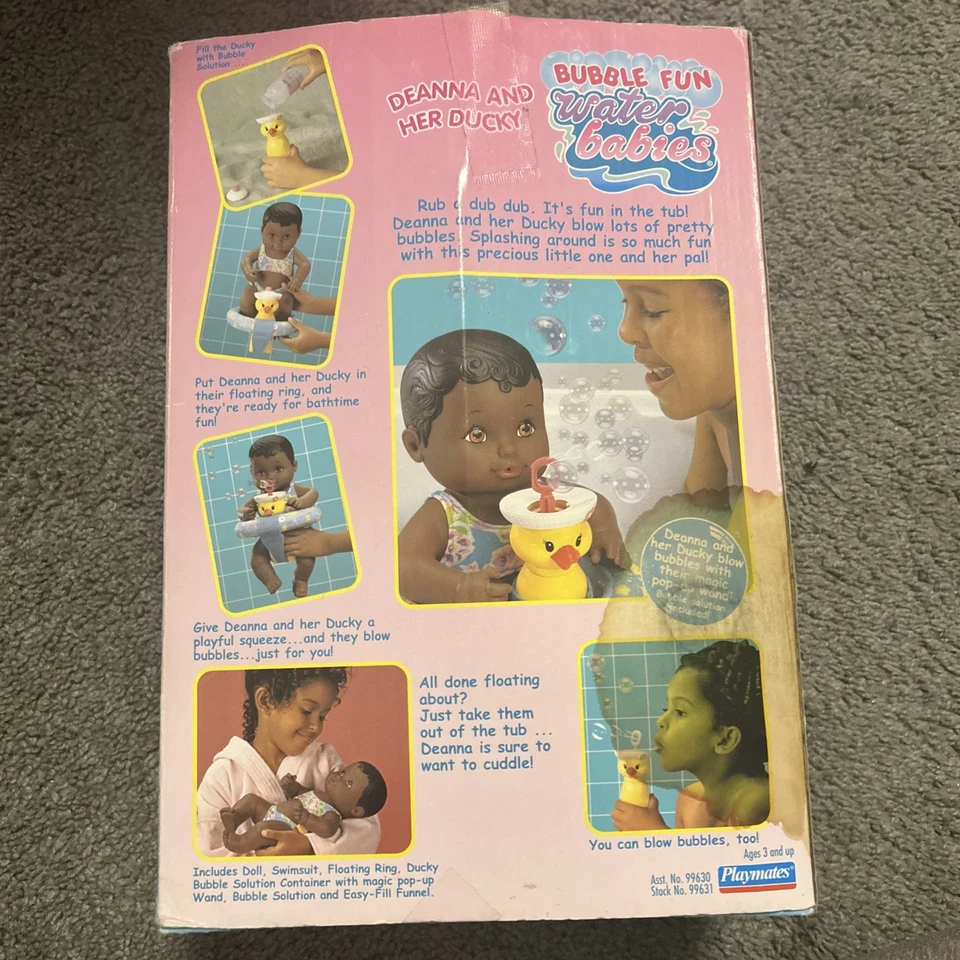 Fill the Ducky
with Bubble
Solution ...
DEANNA AND
HER DUCKY™
BUBBLE FUN
water
babies®
Rub a dub dub. It's fun in the tub!
Deanna and her Ducky blow lots of pretty
bubbles. Splashing around is so much fun
with this precious little one and her pal!
Put Deanna and her Ducky in
their floating ring, and
they're ready for bathtime
fun!
Deanna and
her Ducky blow
bubbles with
their magic
pop-up wand!
Bubble solution
included!
Give Deanna and her Ducky a
playful squeeze...and they blow
bubbles...just for you!
All done floating
about?
Just take them
out of the tub ...
Deanna is sure to
want to cuddle!
You can blow bubbles, too!
Ages 3 and up
Includes Doll, Swimsuit, Floating Ring, Ducky
Bubble Solution Container with magic pop-up
Wand, Bubble Solution and Easy-Fill Funnel.
Asst. No. 99630
Stock No. 99631
Playmates®